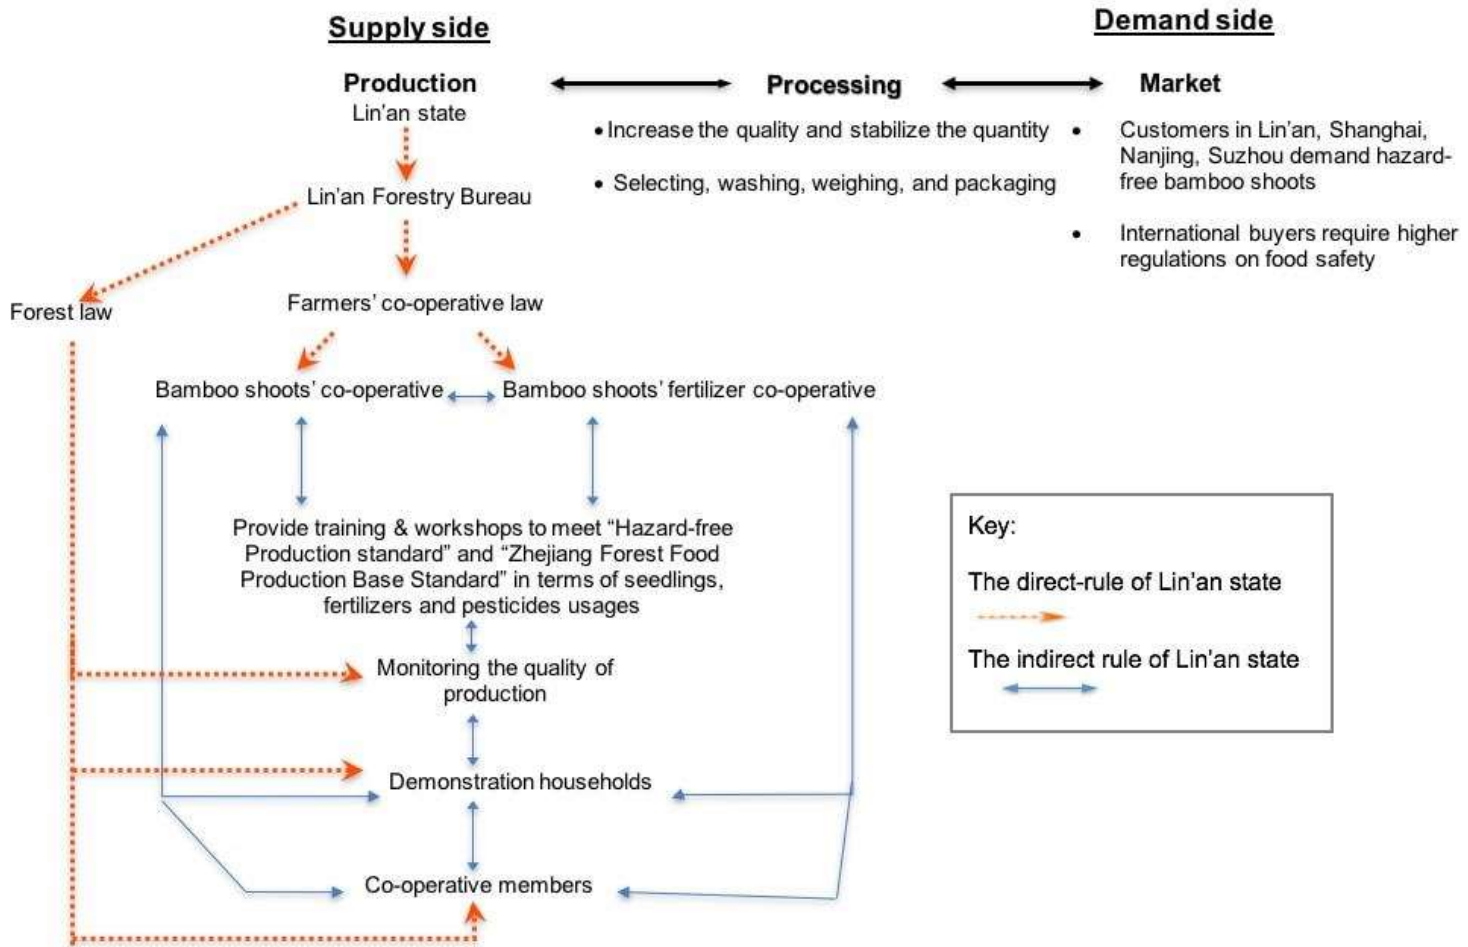 Supply side
Demand side
Production
Processing
Market
Lin'an state
• Increase the quality and stabilize the quantity
• Selecting, washing, weighing, and packaging
• Customers in Lin'an, Shanghai,
Nanjing, Suzhou demand hazard-
free bamboo shoots
• International buyers require higher
regulations on food safety
Lin'an Forestry Bureau
Forest law
Farmers' co-operative law
Bamboo shoots' co-operative
Bamboo shoots' fertilizer co-operative
Provide training & workshops to meet “Hazard-free
Production standard” and “Zhejiang Forest Food
Production Base Standard” in terms of seedlings,
fertilizers and pesticides usages
Monitoring the quality of
production
Demonstration households
Co-operative members
Key:
The direct-rule of Lin'an state
The indirect rule of Lin'an state